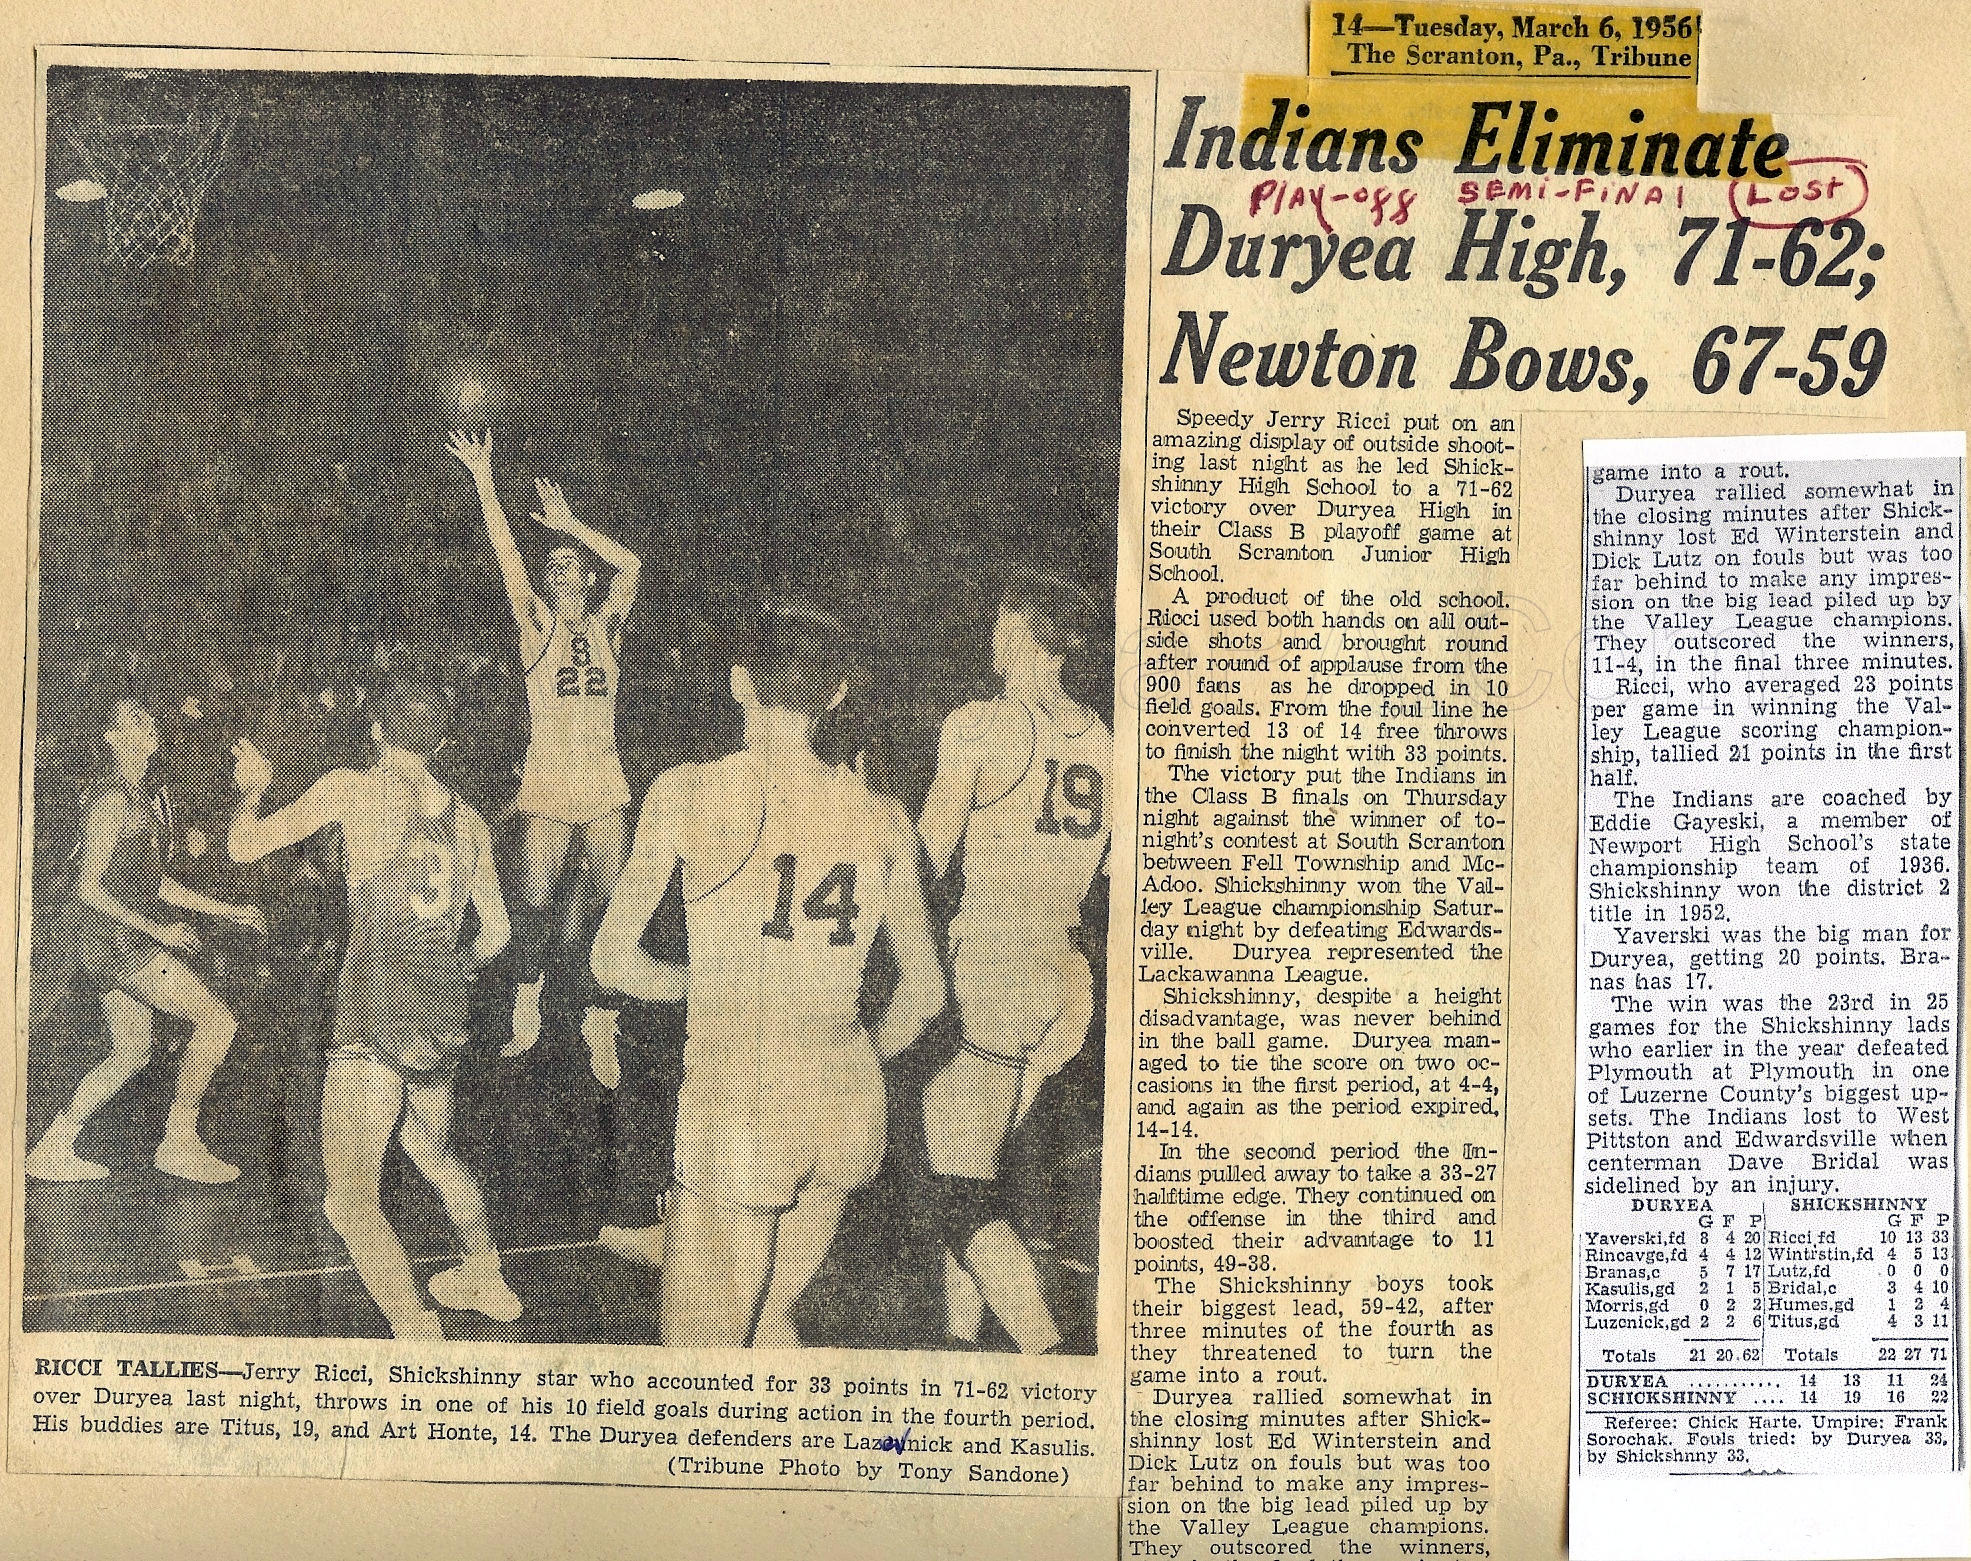 14—Tuesday, March 6, 1956
The Scranton, Pa., Tribune
Indians Eliminate
Play-off SEMi-FiNAl LOSt
Duryea High, 71-62;
Newton Bows, 67-59
Speedy Jerry Ricci put on an
amazing display of outside shoot-
ing last night as he led Shick-
shinny High School to a 71-62
victory over Duryea High in
their Class B playoff game at
South Scranton Junior High
School.
A product of the old school.
Ricci used both hands on all out-
side shots and brought round
after round of applause from the
900 fans as he dropped in 10
field goals. From the foul line he
converted 13 of 14 free throws
to finish the night with 33 points.
The victory put the Indians in
the Class B finals on Thursday
night against the winner of to-
night's contest at South Scranton
between Fell Township and Mc-
Adoo. Shickshinny won the Val-
ley League championship Satur-
day night by defeating Edwards-
ville. Duryea represented the
Lackawanna League.
Shickshinny, despite a height
disadvantage, was never behind
in the ball game. Duryea man-
aged to tie the score on two oc-
casions in the first period, at 4-4,
and again as the period expired,
14-14.
In the second period the In-
dians pulled away to take a 33-27
halftime edge. They continued on
the offense in the third and
boosted their advantage to 11
points, 49-38.
The Shickshinny boys took
their biggest lead, 59-42, after
three minutes of the fourth as
they threatened to turn the
game into a rout.
Duryea rallied somewhat in
the closing minutes after Shick-
shinny lost Ed Winterstein and
Dick Lutz on fouls but was too
far behind to make any impres-
sion on the big lead piled up by
the Valley League champions.
They outscored the winners,
game into a rout.
Duryea rallied somewhat in
the closing minutes after Shick-
shinny lost Ed Winterstein and
Dick Lutz on fouls but was too
far behind to make any impres-
sion on the big lead piled up by
the Valley League champions.
They outscored the winners,
11-4, in the final three minutes.
Ricci, who averaged 23 points
per game in winning the Val-
ley League scoring champion-
ship, tallied 21 points in the first
half.
The Indians are coached by
Eddie Gayeski, a member of
Newport High School's state
championship team of 1936.
Shickshinny won the district 2
title in 1952.
Yaverski was the big man for
Duryea, getting 20 points. Bra-
nas has 17.
The win was the 23rd in 25
games for the Shickshinny lads
who earlier in the year defeated
Plymouth at Plymouth in one
of Luzerne County's biggest up-
sets. The Indians lost to West
Pittston and Edwardsville when
centerman Dave Bridal was
sidelined by an injury.
DURYEA SHICKSHINNY
G F P G F P
Yaverski,fd 8 4 20 Ricci,fd 10 13 33
Rincavge,fd 4 4 12 Wintrstin,fd 4 5 13
Branas,c 5 7 17 Lutz,fd 0 0 0
Kasulis,gd 2 1 5 Bridal,c 3 4 10
Morris,gd 0 2 2 Humes,gd 1 2 4
Luzenick,gd 2 2 6 Titus,gd 4 3 11
Totals 21 20 62 Totals 22 27 71
DURYEA ........... 14 13 11 24
SCHICKSHINNY .... 14 19 16 22
Referee: Chick Harte. Umpire: Frank
Sorochak. Fouls tried: by Duryea 33,
by Shickshnny 33.
22
3
14
19
RICCI TALLIES—Jerry Ricci, Shickshinny star who accounted for 33 points in 71-62 victory
over Duryea last night, throws in one of his 10 field goals during action in the fourth period.
His buddies are Titus, 19, and Art Honte, 14. The Duryea defenders are and Kasulis.
(Tribune Photo by Tony Sandone)